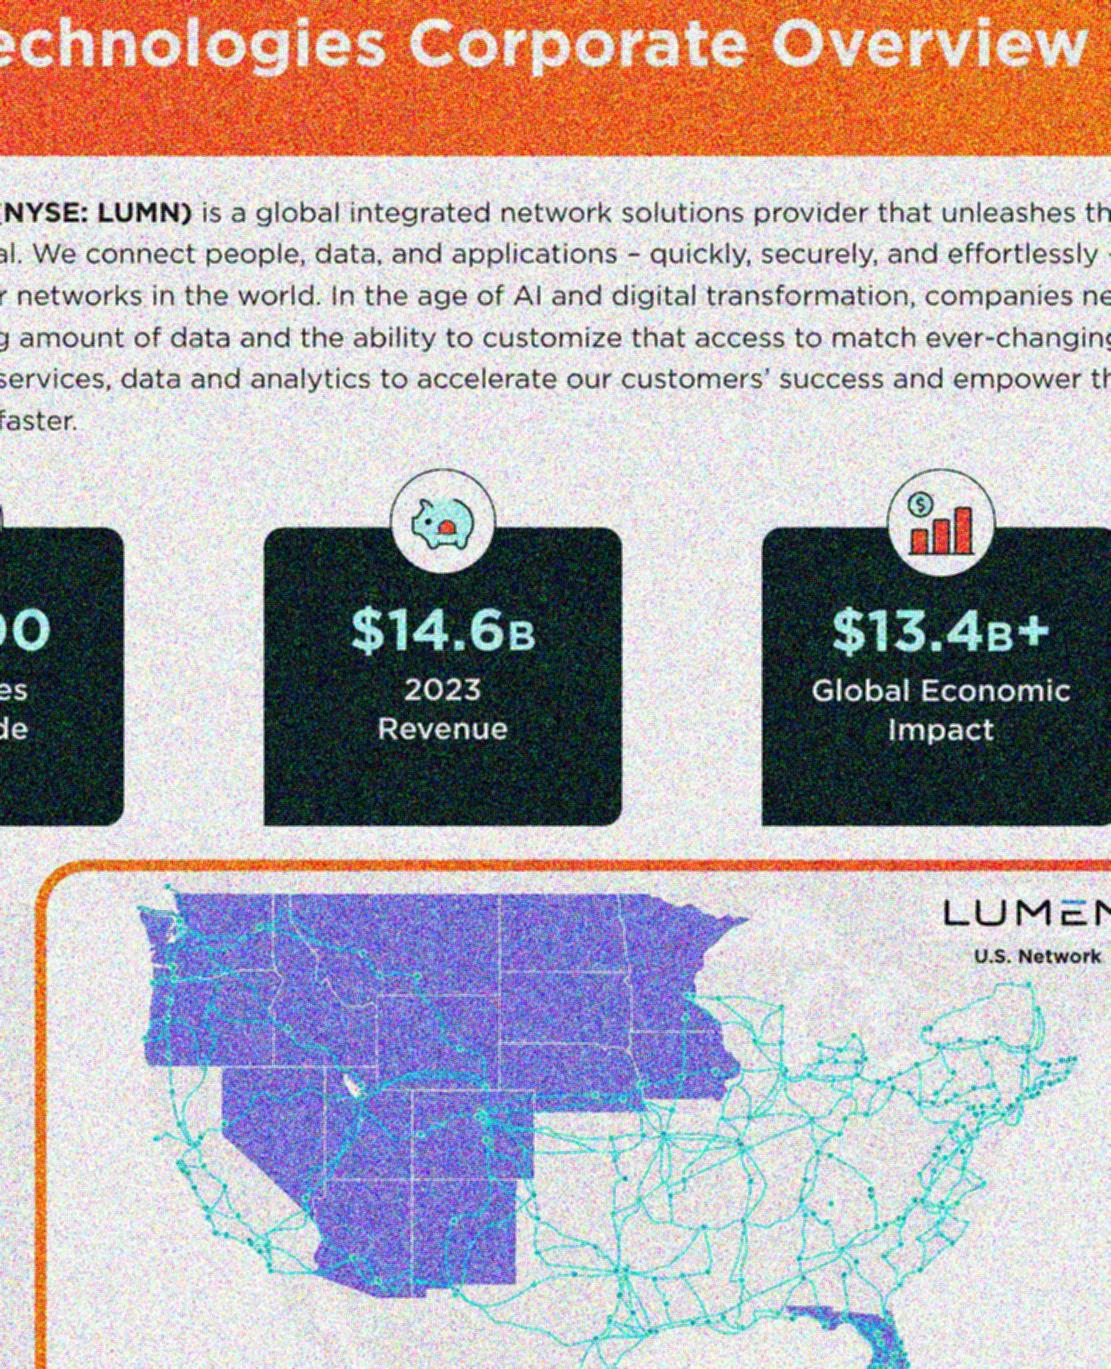 echnologies Corporate Overview
(NYSE: LUMN) is a global integrated network solutions provider that unleashes th
al. We connect people, data, and applications – quickly, securely, and effortlessly -
r networks in the world. In the age of AI and digital transformation, companies ne
g amount of data and the ability to customize that access to match ever-changing
services, data and analytics to accelerate our customers' success and empower th
faster.
00
es
de
$14.6B
2023
Revenue
$
$13.4B+
Global Economic
Impact
LUMEN
U.S. Network